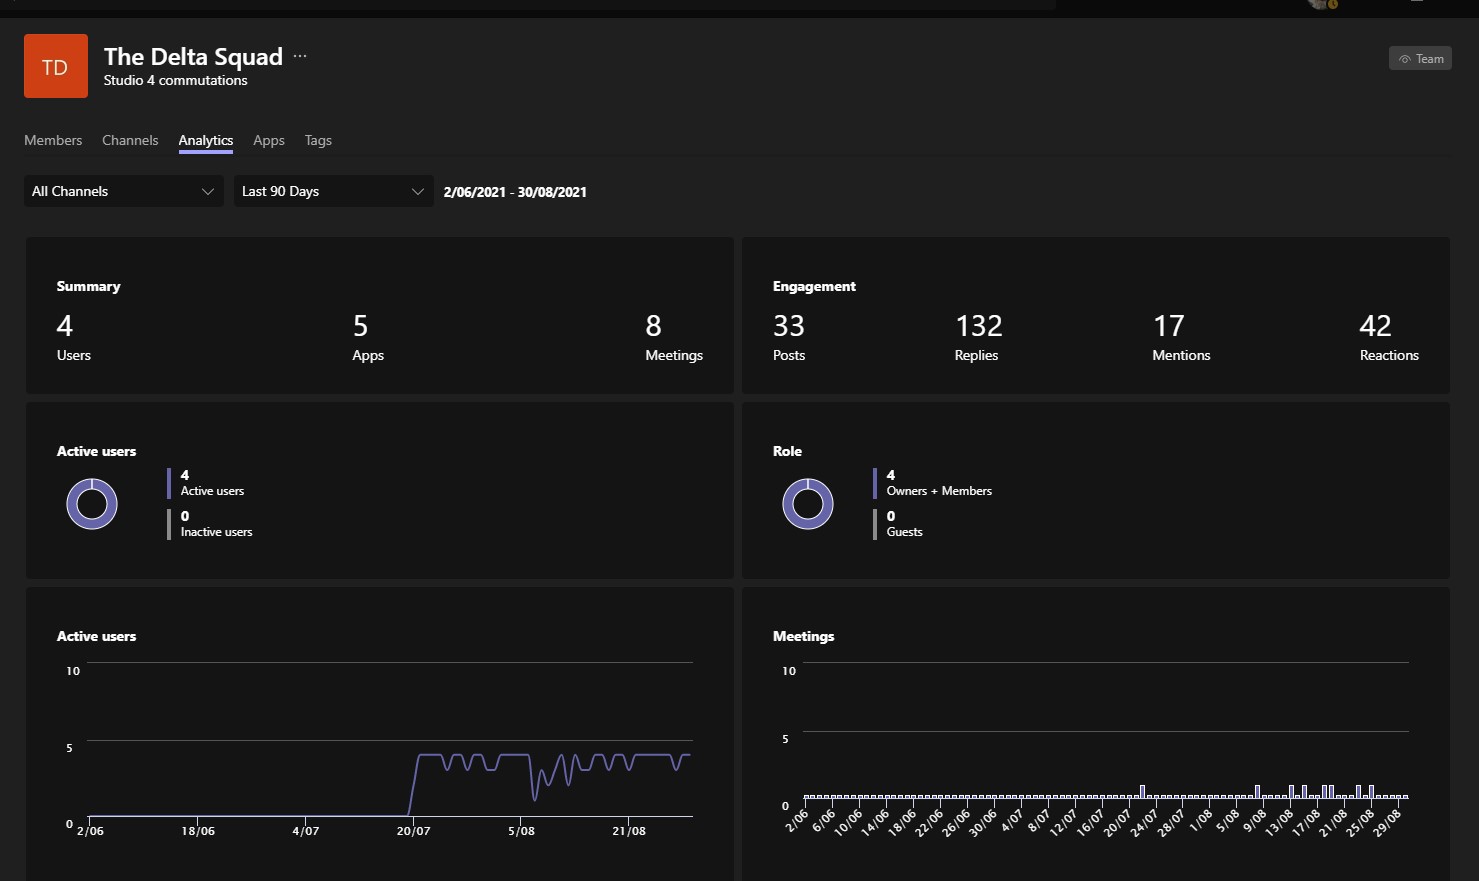 TD
The Delta Squad ...
Studio 4 commutations
Team
Members Channels Analytics Apps Tags
All Channels Last 90 Days 2/06/2021 - 30/08/2021
Summary
4 5 8
Users Apps Meetings
Engagement
33 132 17 42
Posts Replies Mentions Reactions
Active users
4
Active users
0
Inactive users
Role
4
Owners + Members
0
Guests
Active users
10
5
0
2/06 18/06 4/07 20/07 5/08 21/08
Meetings
10
5
0
2/06 6/06 10/06 14/06 18/06 22/06 26/06 30/06 4/07 8/07 12/07 16/07 20/07 24/07 28/07 1/08 5/08 9/08 13/08 17/08 21/08 25/08 29/08